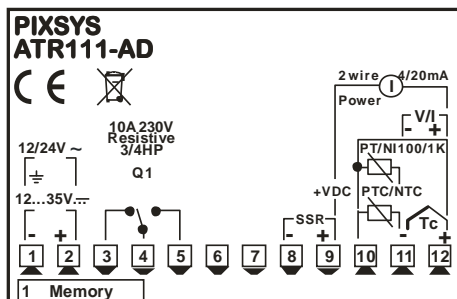 PIXSYS
ATR111-AD
CE
2 wire 4/20mA
I
Power
V/I
- +
10A 230V
Resistive
3/4HP
Q1
12/24V ~
12...35V
- +
PT/NI100/1K
+VDC PTC/NTC
SSR
- +
Tc
- +
1 2 3 4 5 6 7 8 9 10 11 12
1 Memory